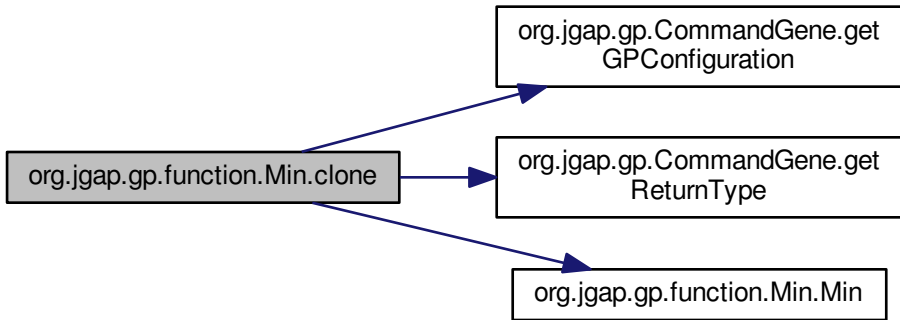 org.jgap.gp.CommandGene.get
GPConfiguration
org.jgap.gp.function.Min.clone
org.jgap.gp.CommandGene.get
ReturnType
org.jgap.gp.function.Min.Min